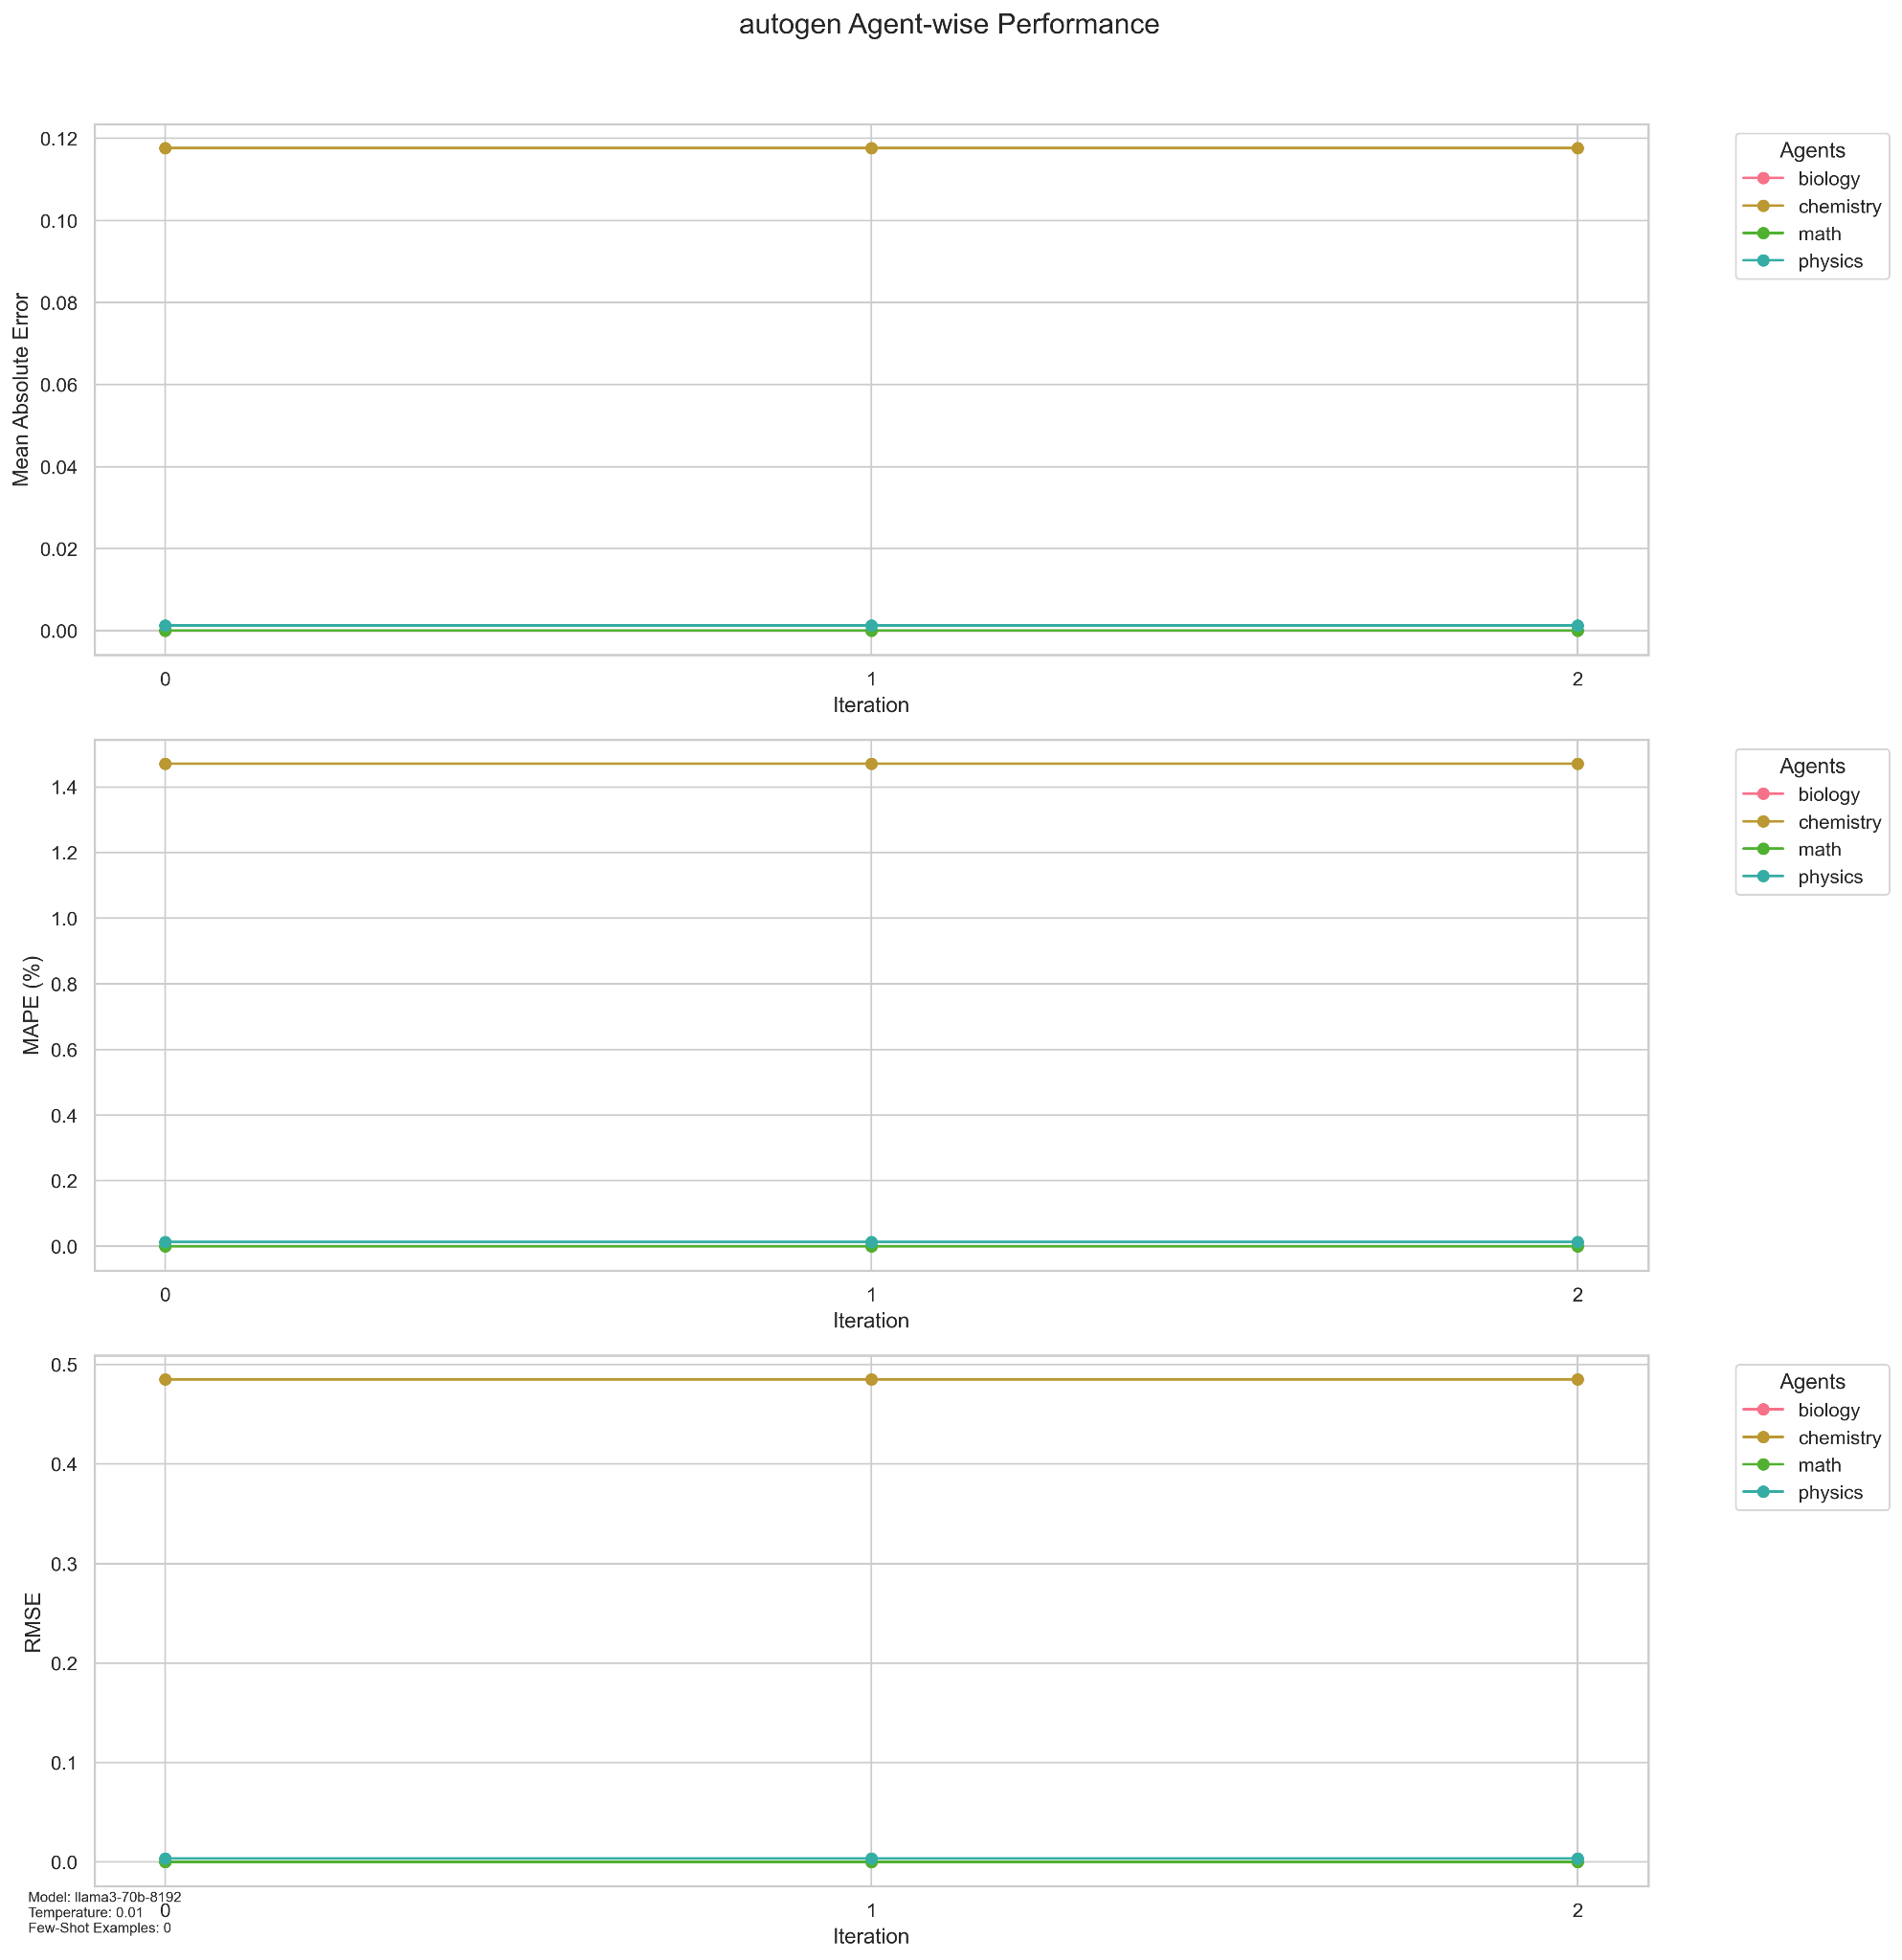 autogen Agent-wise Performance
0.12
0.10
0.08
0.06
0.04
0.02
0.00
Mean Absolute Error
0
1
2
Iteration
Agents
biology
chemistry
math
physics
1.4
1.2
1.0
0.8
0.6
0.4
0.2
0.0
MAPE (%)
0
1
2
Iteration
Agents
biology
chemistry
math
physics
0.5
0.4
0.3
0.2
0.1
0.0
RMSE
0
1
2
Iteration
Agents
biology
chemistry
math
physics
Model: llama3-70b-8192
Temperature: 0.01
Few-Shot Examples: 0